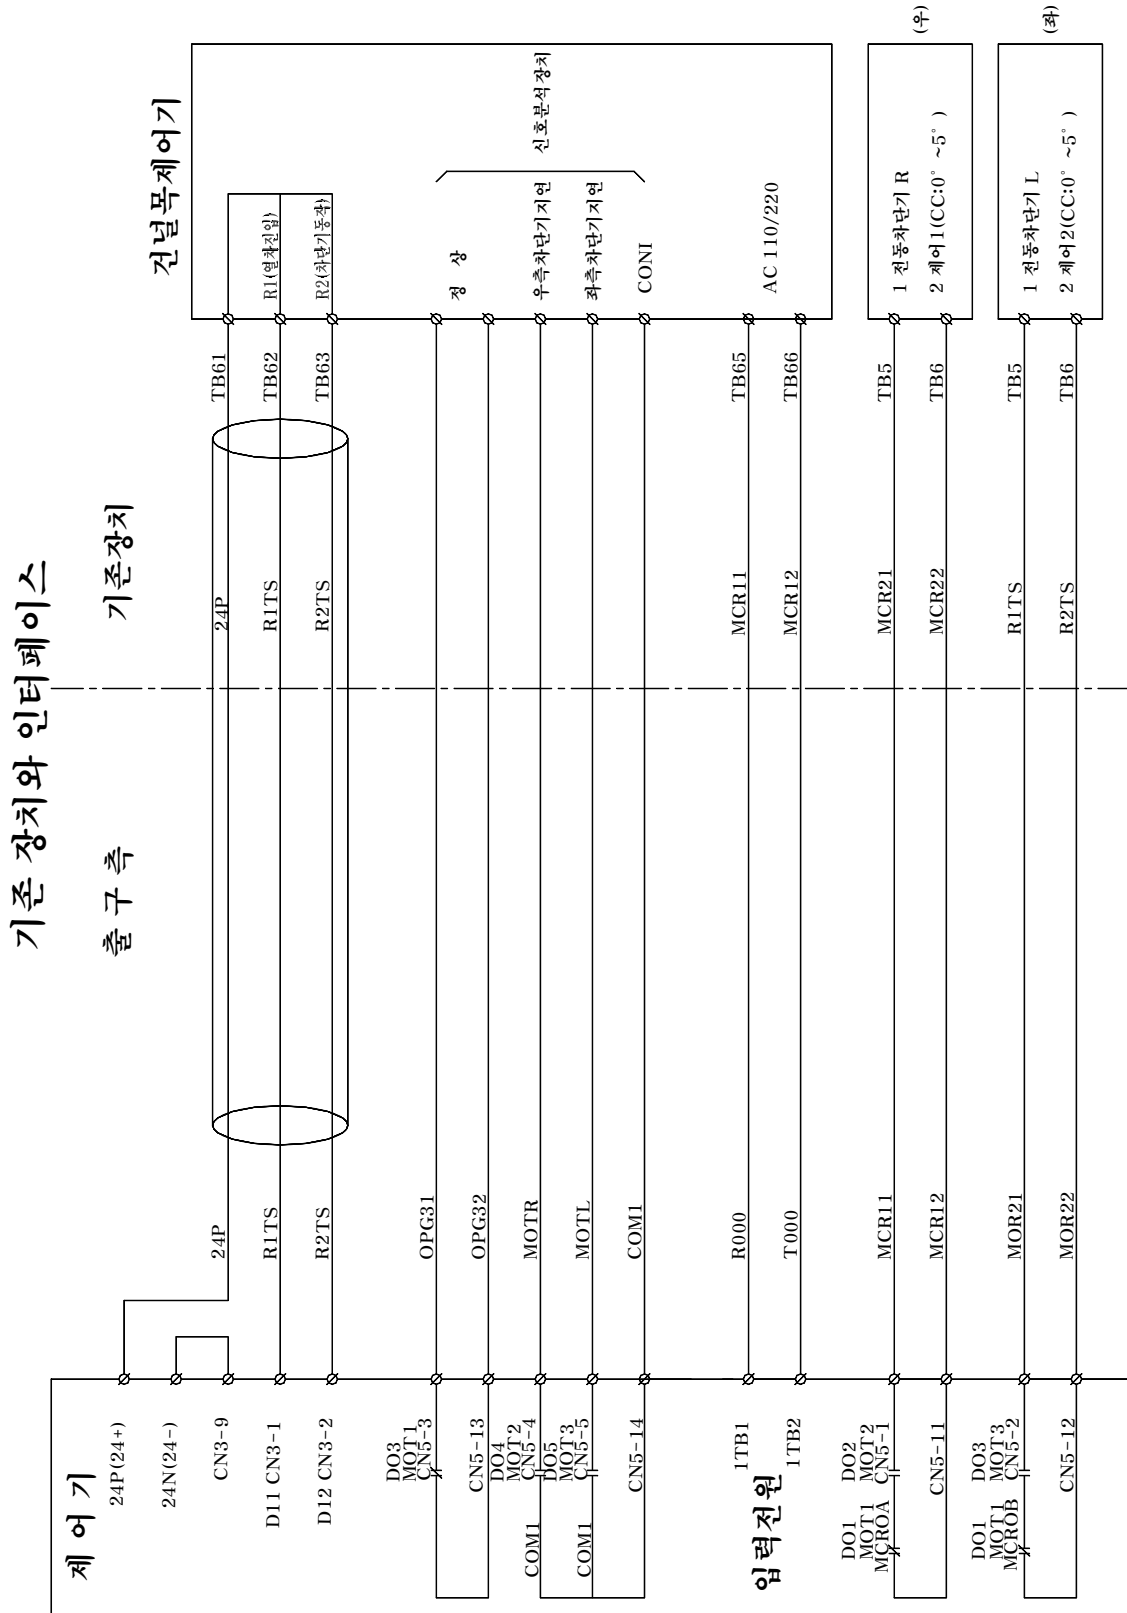 기존 장치와 인터페이스
출 구 측
기존장치
제 어 기
건널목제어기
24P(24+)
24N(24-)
CN3-9
24P
24P
TB61
D11 CN3-1
R1TS
R1TS
TB62
R1(열차진입)
D12 CN3-2
R2TS
R2TS
TB63
R2(차단기동작)
DO3
MOT1
CN5-3
OPG31
정 상
CN5-13
OPG32
신호분석장치
DO4
MOT2
COM1
CN5-4
MOTR
우측차단기지연
DO5
MOT3
COM1
CN5-5
MOTL
좌측차단기지연
CN5-14
COM1
CONI
입력전원
1TB1
R000
MCR11
TB65
AC 110/220
1TB2
T000
MCR12
TB66
DO1
DO2
MOT1
MOT2
MCROA
CN5-1
MCR11
MCR21
TB5
1 전동차단기 R
(우)
CN5-11
MCR12
MCR22
TB6
2 제어1(CC:0° ~5° )
DO1
DO3
MOT1
MOT3
MCROB
CN5-2
MOR21
R1TS
TB5
1 전동차단기 L
(좌)
CN5-12
MOR22
R2TS
TB6
2 제어2(CC:0° ~5° )